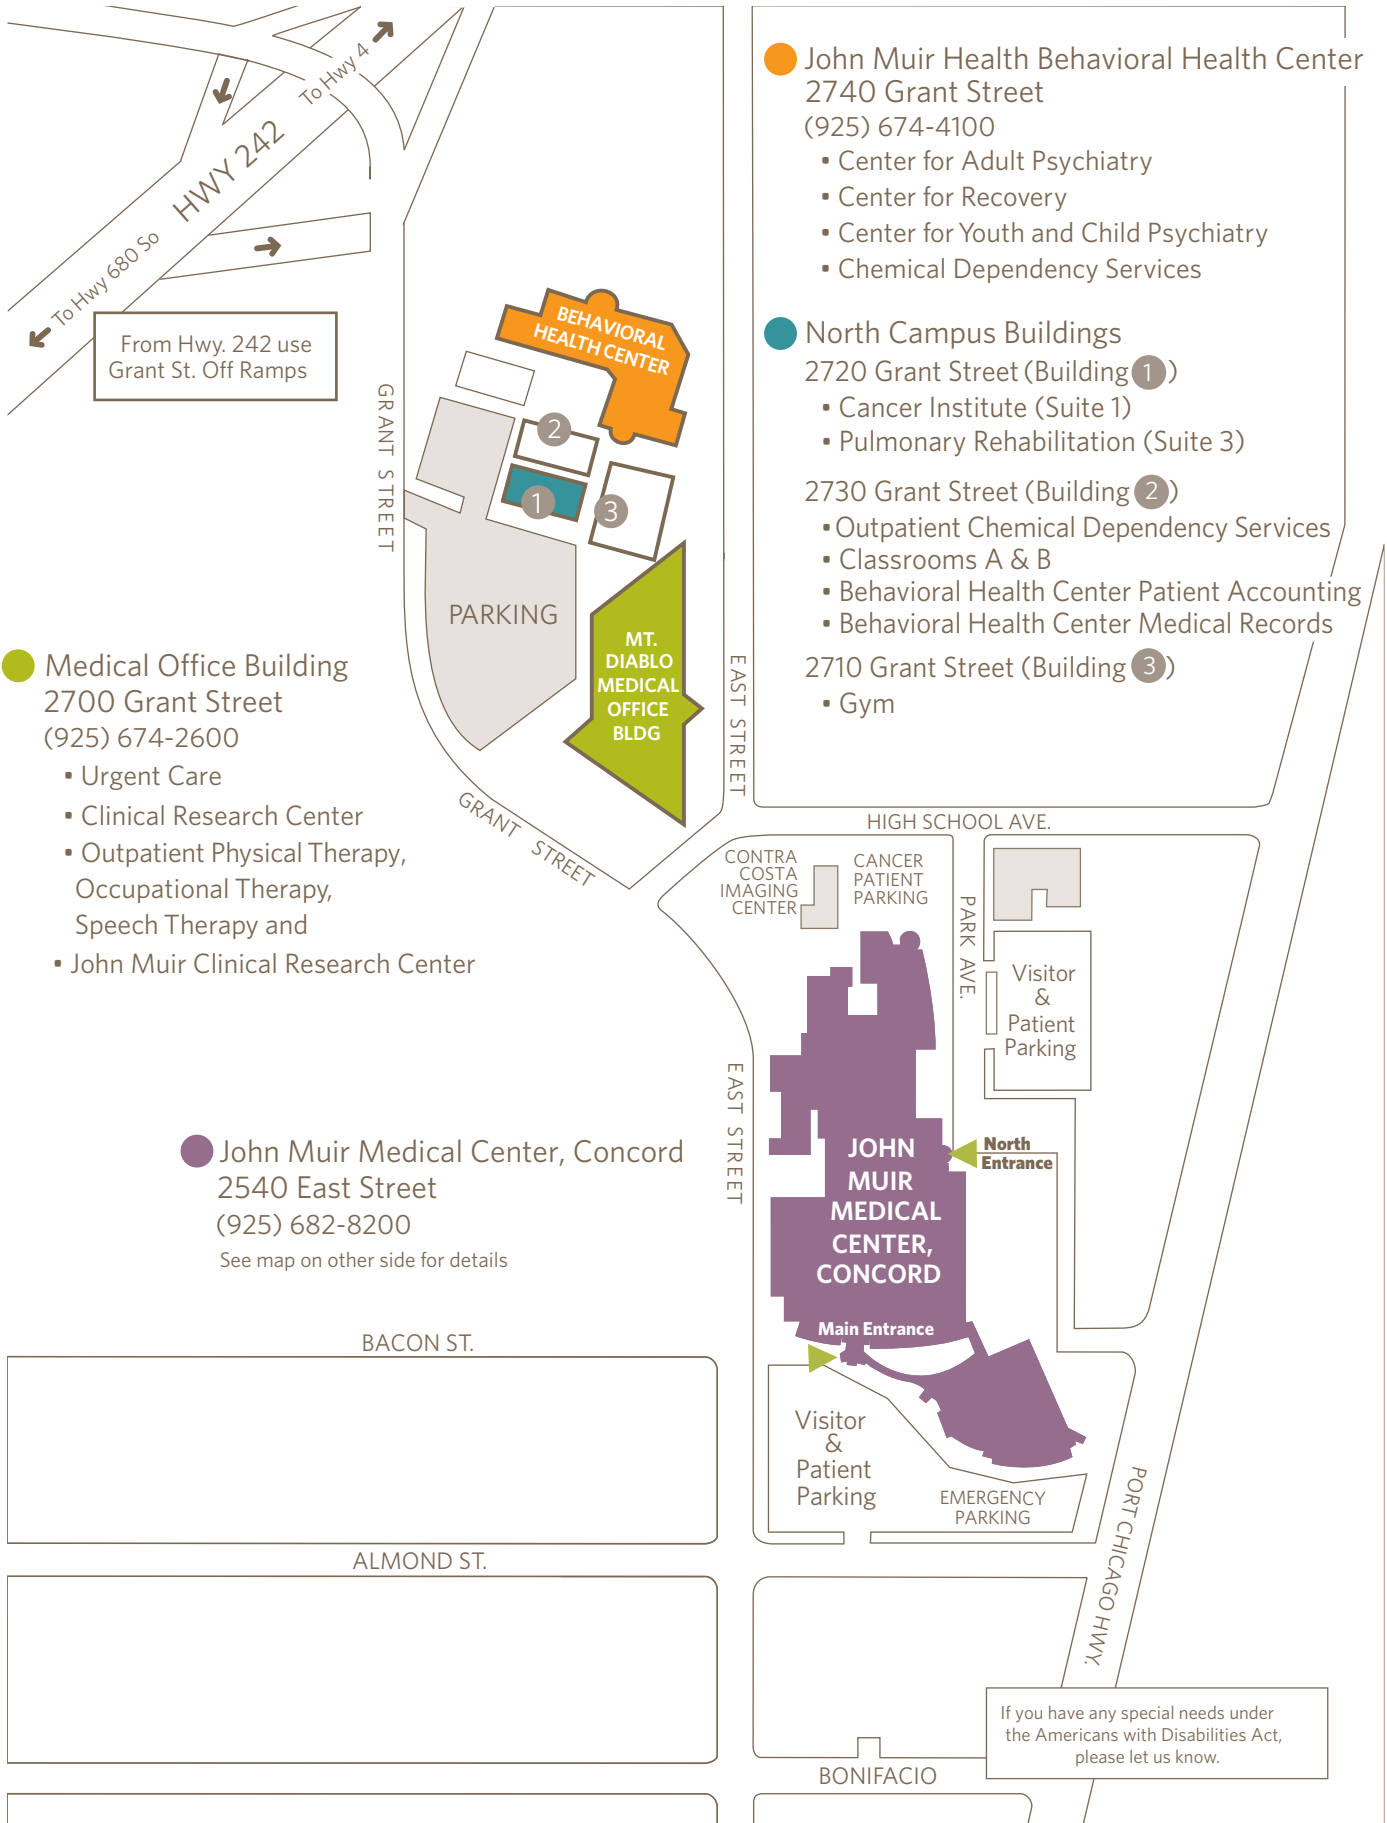 To Hwy 4
HWY 242
To Hwy 680 So
From Hwy. 242 use
Grant St. Off Ramps
John Muir Health Behavioral Health Center
2740 Grant Street
(925) 674-4100
▪ Center for Adult Psychiatry
▪ Center for Recovery
▪ Center for Youth and Child Psychiatry
▪ Chemical Dependency Services
North Campus Buildings
2720 Grant Street (Building 1)
▪ Cancer Institute (Suite 1)
▪ Pulmonary Rehabilitation (Suite 3)
2730 Grant Street (Building 2)
▪ Outpatient Chemical Dependency Services
▪ Classrooms A & B
▪ Behavioral Health Center Patient Accounting
▪ Behavioral Health Center Medical Records
2710 Grant Street (Building 3)
▪ Gym
BEHAVIORAL
HEALTH CENTER
GRANT STREET
2
1
3
PARKING
MT.
DIABLO
MEDICAL
OFFICE
BLDG
EAST STREET
GRANT STREET
Medical Office Building
2700 Grant Street
(925) 674-2600
▪ Urgent Care
▪ Clinical Research Center
▪ Outpatient Physical Therapy,
Occupational Therapy,
Speech Therapy and
▪ John Muir Clinical Research Center
HIGH SCHOOL AVE.
CONTRA
COSTA
IMAGING
CENTER
CANCER
PATIENT
PARKING
PARK AVE.
Visitor
&
Patient
Parking
EAST STREET
John Muir Medical Center, Concord
2540 East Street
(925) 682-8200
See map on other side for details
JOHN
MUIR
MEDICAL
CENTER,
CONCORD
North
Entrance
Main Entrance
BACON ST.
Visitor
&
Patient
Parking
EMERGENCY
PARKING
PORT CHICAGO HWY.
ALMOND ST.
If you have any special needs under
the Americans with Disabilities Act,
please let us know.
BONIFACIO